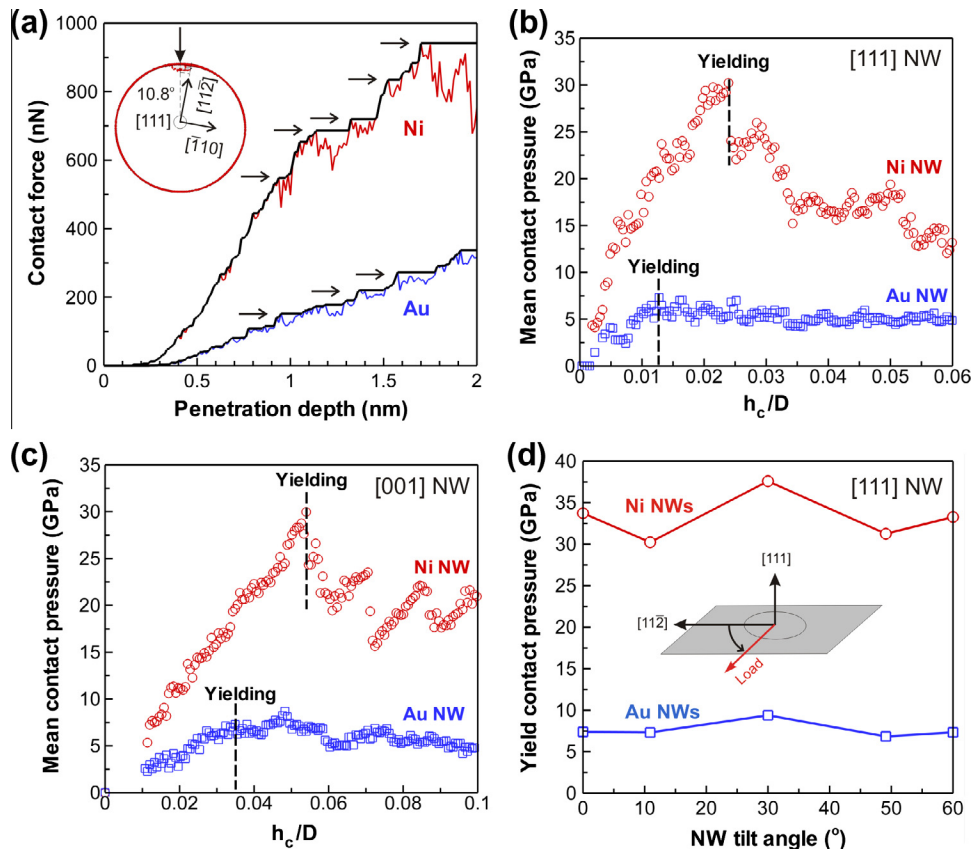 (a)
1000
800
600
400
200
0
Contact force (nN)
10.8°
[111]
[112̄]
[1̄10]
Ni
Au
0.5
1
1.5
2
Penetration depth (nm)
(b)
35
30
25
20
15
10
5
0
Mean contact pressure (GPa)
Yielding
[111] NW
Ni NW
Yielding
Au NW
0
0.01
0.02
0.03
0.04
0.05
0.06
h_c/D
(c)
35
30
25
20
15
10
5
0
Mean contact pressure (GPa)
Yielding
[001] NW
Ni NW
Yielding
Au NW
0
0.02
0.04
0.06
0.08
0.1
h_c/D
(d)
40
35
30
25
20
15
10
5
0
Yield contact pressure (GPa)
[111] NW
Ni NWs
[111]
[112̄]
Load
Au NWs
0
10
20
30
40
50
60
NW tilt angle (°)